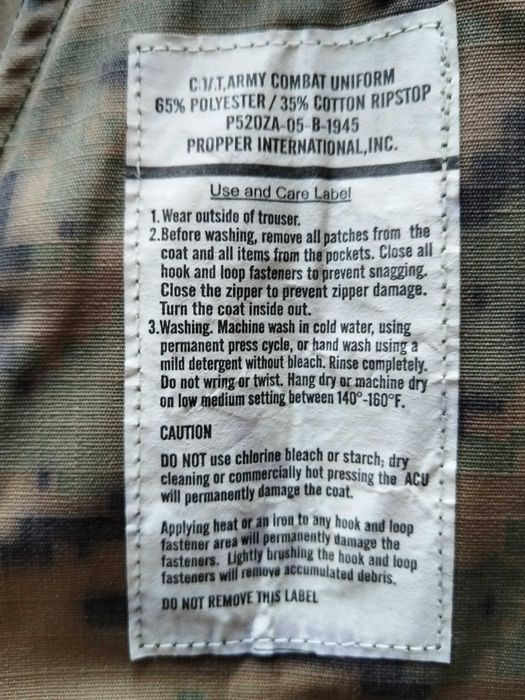 COAT, ARMY COMBAT UNIFORM
65% POLYESTER / 35% COTTON RIPSTOP
P520ZA-05-B-1945
PROPPER INTERNATIONAL,INC.
Use and Care Label
1. Wear outside of trouser.
2.Before washing, remove all patches from the
coat and all items from the pockets. Close all
hook and loop fasteners to prevent snagging.
Close the zipper to prevent zipper damage.
Turn the coat inside out.
3.Washing. Machine wash in cold water, using
permanent press cycle, or hand wash using a
mild detergent without bleach. Rinse completely.
Do not wring or twist. Hang dry or machine dry
on low medium setting between 140°-160°F.
CAUTION
DO NOT use chlorine bleach or starch; dry
cleaning or commercially hot pressing the ACU
will permanently damage the coat.
Applying heat or an iron to any hook and loop
fastener area will permanently damage the
fasteners. Lightly brushing the hook and loop
fasteners will remove accumulated debris.
DO NOT REMOVE THIS LABEL